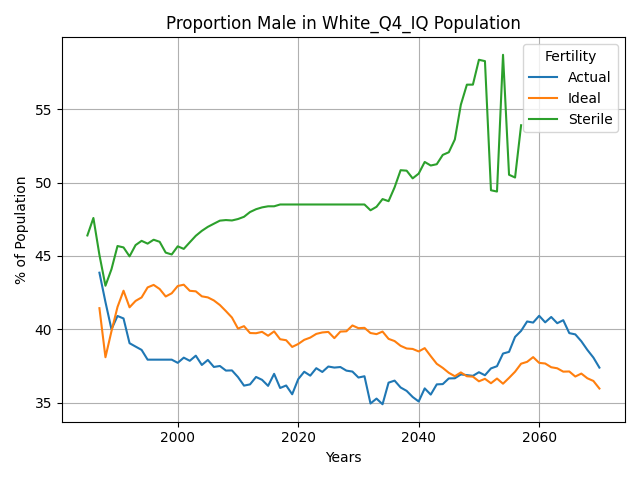 Proportion Male in White_Q4_IQ Population
Fertility
Actual
Ideal
Sterile
% of Population
55
50
45
40
35
2000
2020
2040
2060
Years